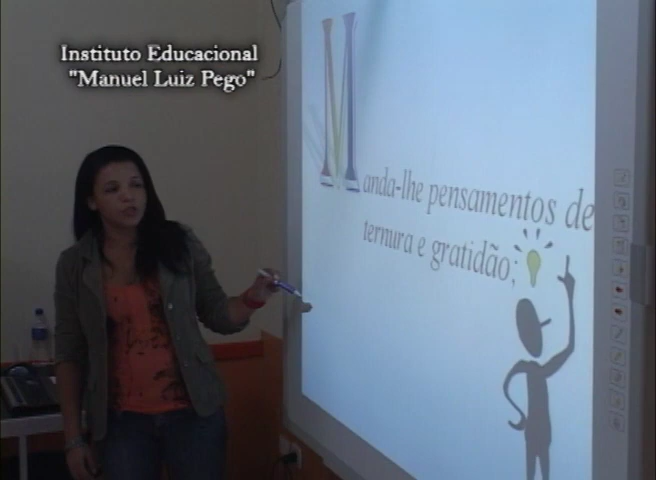 Instituto Educacional
"Manuel Luiz Pego"
Manda-lhe pensamentos de
ternura e gratidão;